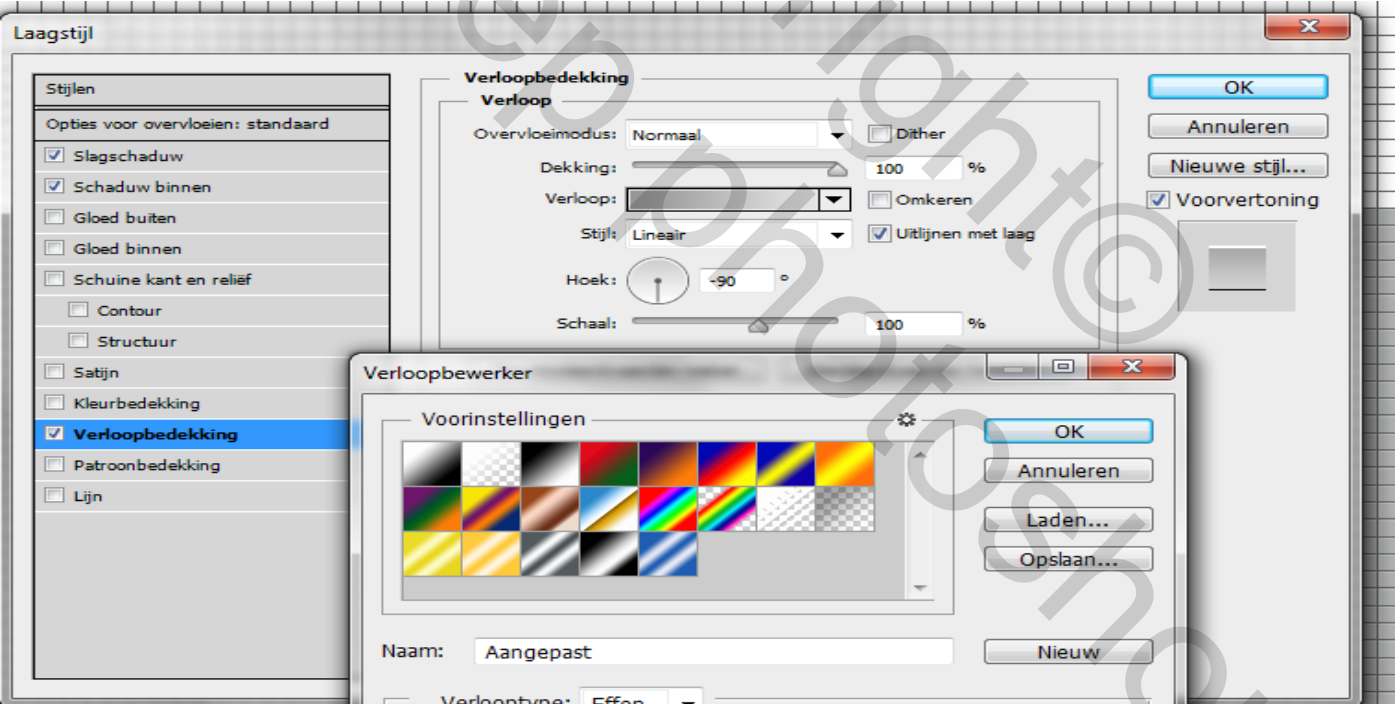 Laagstijl
Stijlen
Opties voor overvloeien: standaard
Slagschaduw
Schaduw binnen
Gloed buiten
Gloed binnen
Schuine kant en reliëf
Contour
Structuur
Satijn
Kleurbedekking
Verloopbedekking
Patroonbedekking
Lijn
Verloopbedekking
Verloop
Overvloeimodus: Normaal Dither
Dekking: 100 %
Verloop: Omkeren
Stijl: Lineair Uitlijnen met laag
Hoek: -90 °
Schaal: 100 %
OK
Annuleren
Nieuwe stijl...
Voorvertoning
Verloopbewerker
Voorinstellingen
OK
Annuleren
Laden...
Opslaan...
Naam: Aangepast
Nieuw
Verlooptype: Effen